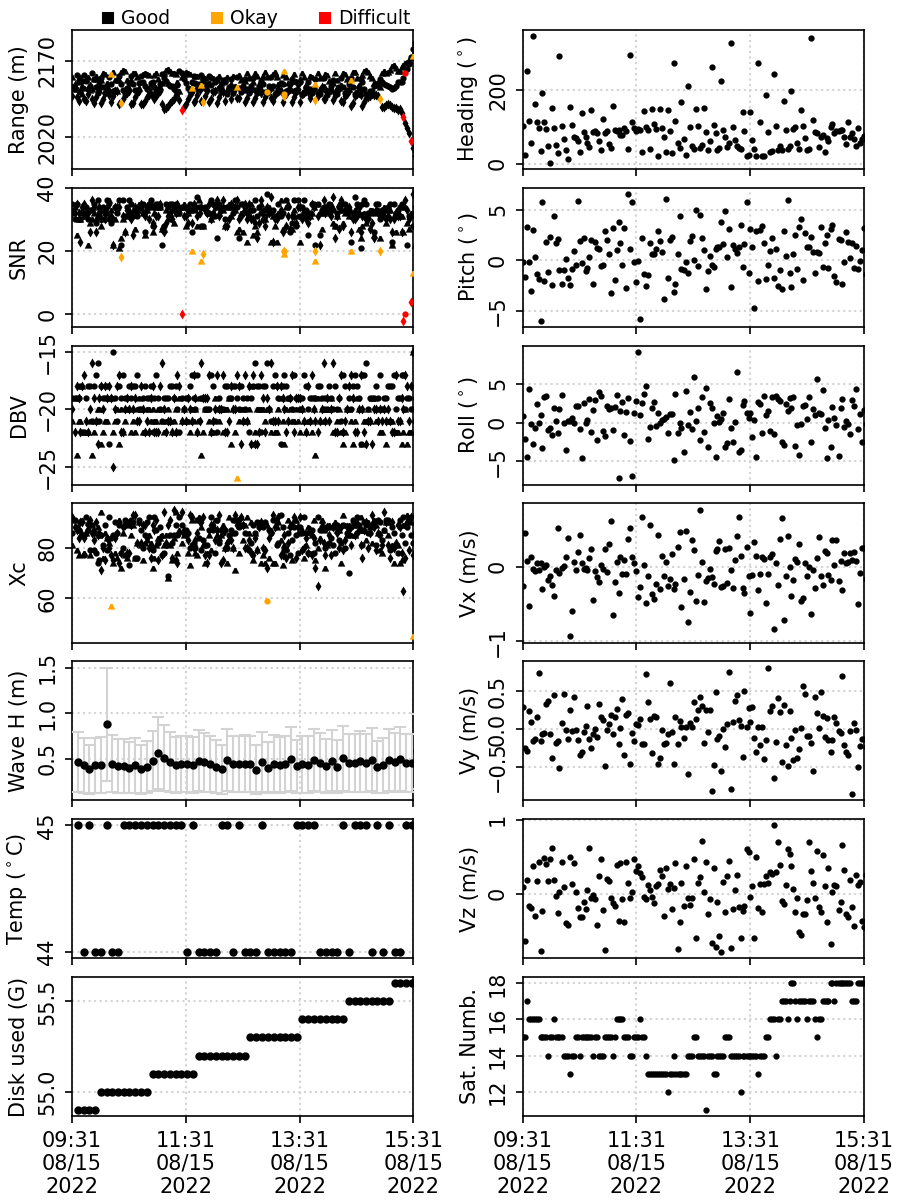 Good Okay Difficult
Range (m)
2170
2020
Heading (°)
200
0
SNR
40
20
0
Pitch (°)
5
0
−5
DBV
−15
−20
−25
Roll (°)
5
0
−5
Xc
80
60
Vx (m/s)
0
−1
Wave H (m)
1.5
1.0
0.5
Vy (m/s)
0.5
0.0
−0.5
Temp (°C)
45
44
Vz (m/s)
1
0
Disk used (G)
55.5
55.0
Sat. Numb.
18
16
14
12
09:31 11:31 13:31 15:31
08/15 08/15 08/15 08/15
2022 2022 2022 2022
09:31 11:31 13:31 15:31
08/15 08/15 08/15 08/15
2022 2022 2022 2022